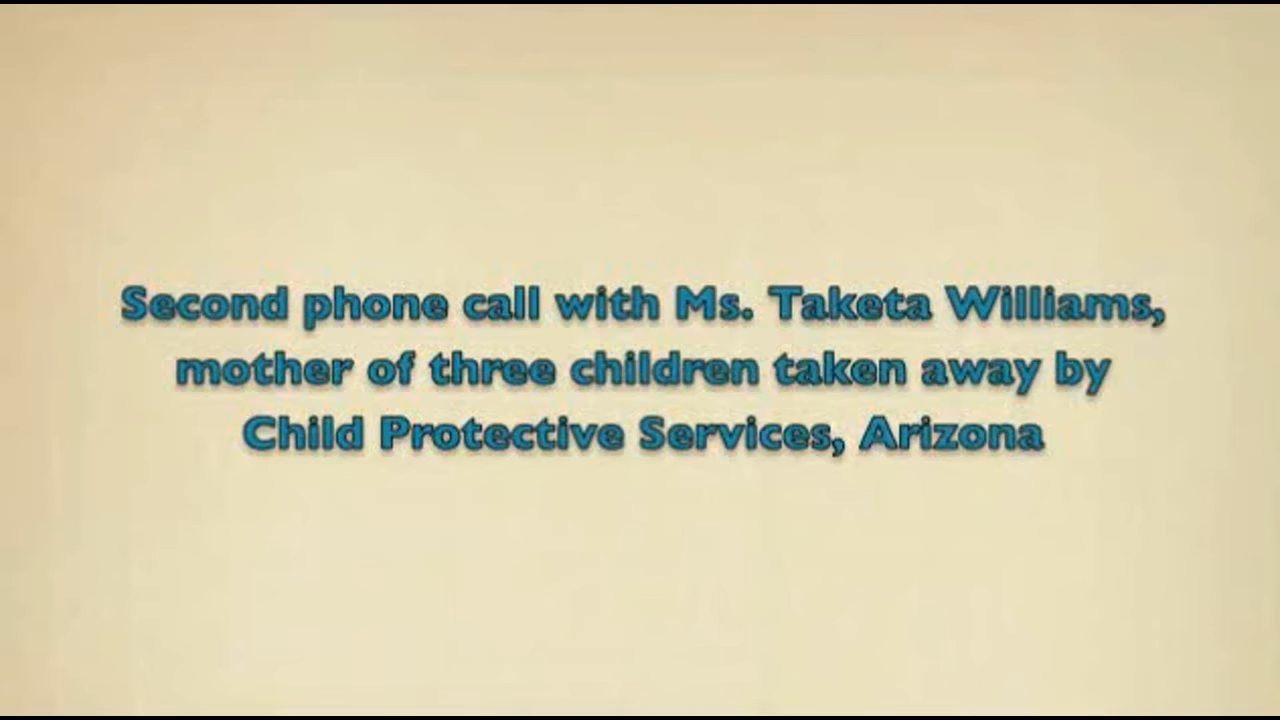 Second phone call with Ms. Taketa Williams,
mother of three children taken away by
Child Protective Services, Arizona